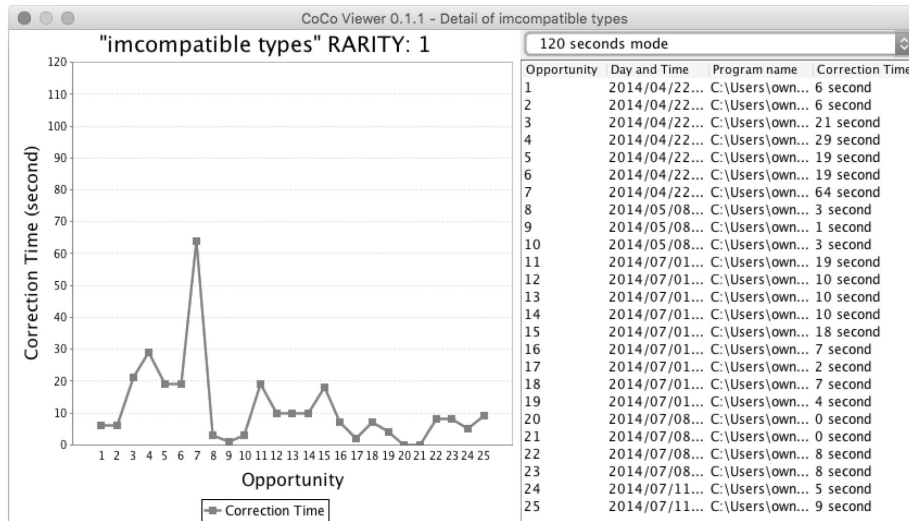 CoCo Viewer 0.1.1 - Detail of imcompatible types
"imcompatible types" RARITY: 1
120
110
100
90
80
70
60
50
40
30
20
10
0
Correction Time (second)
1 2 3 4 5 6 7 8 9 10 11 12 13 14 15 16 17 18 19 20 21 22 23 24 25
Opportunity
Correction Time
120 seconds mode
Opportunity Day and Time Program name Correction Time
1 2014/04/22... C:\Users\own... 6 second
2 2014/04/22... C:\Users\own... 6 second
3 2014/04/22... C:\Users\own... 21 second
4 2014/04/22... C:\Users\own... 29 second
5 2014/04/22... C:\Users\own... 19 second
6 2014/04/22... C:\Users\own... 19 second
7 2014/04/22... C:\Users\own... 64 second
8 2014/05/08... C:\Users\own... 3 second
9 2014/05/08... C:\Users\own... 1 second
10 2014/05/08... C:\Users\own... 3 second
11 2014/07/01... C:\Users\own... 19 second
12 2014/07/01... C:\Users\own... 10 second
13 2014/07/01... C:\Users\own... 10 second
14 2014/07/01... C:\Users\own... 10 second
15 2014/07/01... C:\Users\own... 18 second
16 2014/07/01... C:\Users\own... 7 second
17 2014/07/01... C:\Users\own... 2 second
18 2014/07/01... C:\Users\own... 7 second
19 2014/07/01... C:\Users\own... 4 second
20 2014/07/08... C:\Users\own... 0 second
21 2014/07/08... C:\Users\own... 0 second
22 2014/07/08... C:\Users\own... 8 second
23 2014/07/08... C:\Users\own... 8 second
24 2014/07/11... C:\Users\own... 5 second
25 2014/07/11... C:\Users\own... 9 second